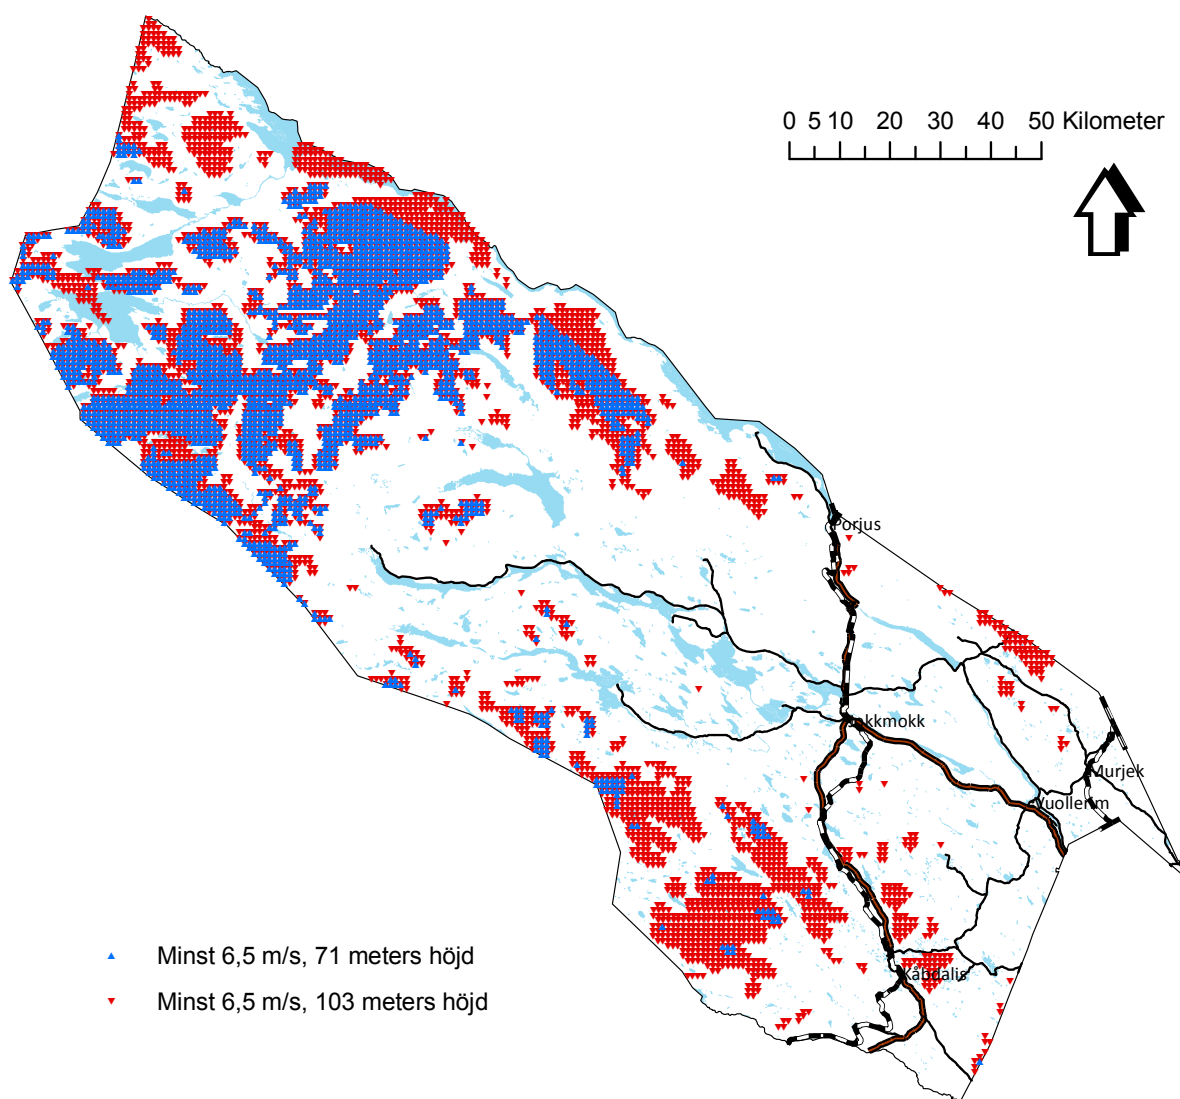 0 5 10 20 30 40 50 Kilometer
Porjus
Jokkmokk
Murjek
Vuollerim
Minst 6,5 m/s, 71 meters höjd
Kåbdalis
Minst 6,5 m/s, 103 meters höjd